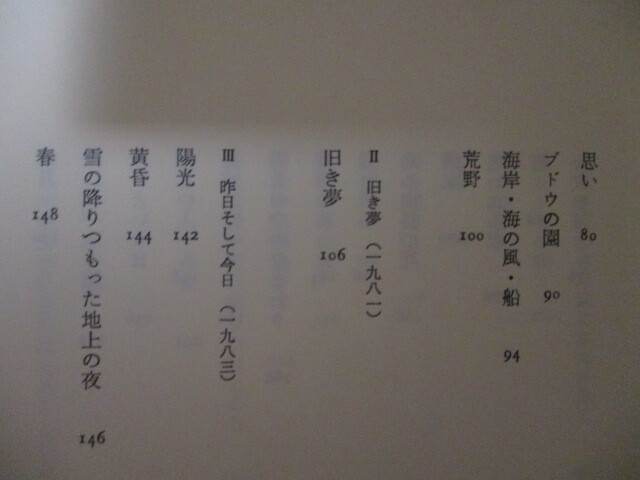 思い 80
ブドウの園 90
海岸・海の風・船 94
荒野 100
II 旧き夢 (一九八一)
旧き夢 106
III 昨日そして今日 (一九八三)
陽光 142
黄昏 144
雪の降りつもった地上の夜 146
春 148